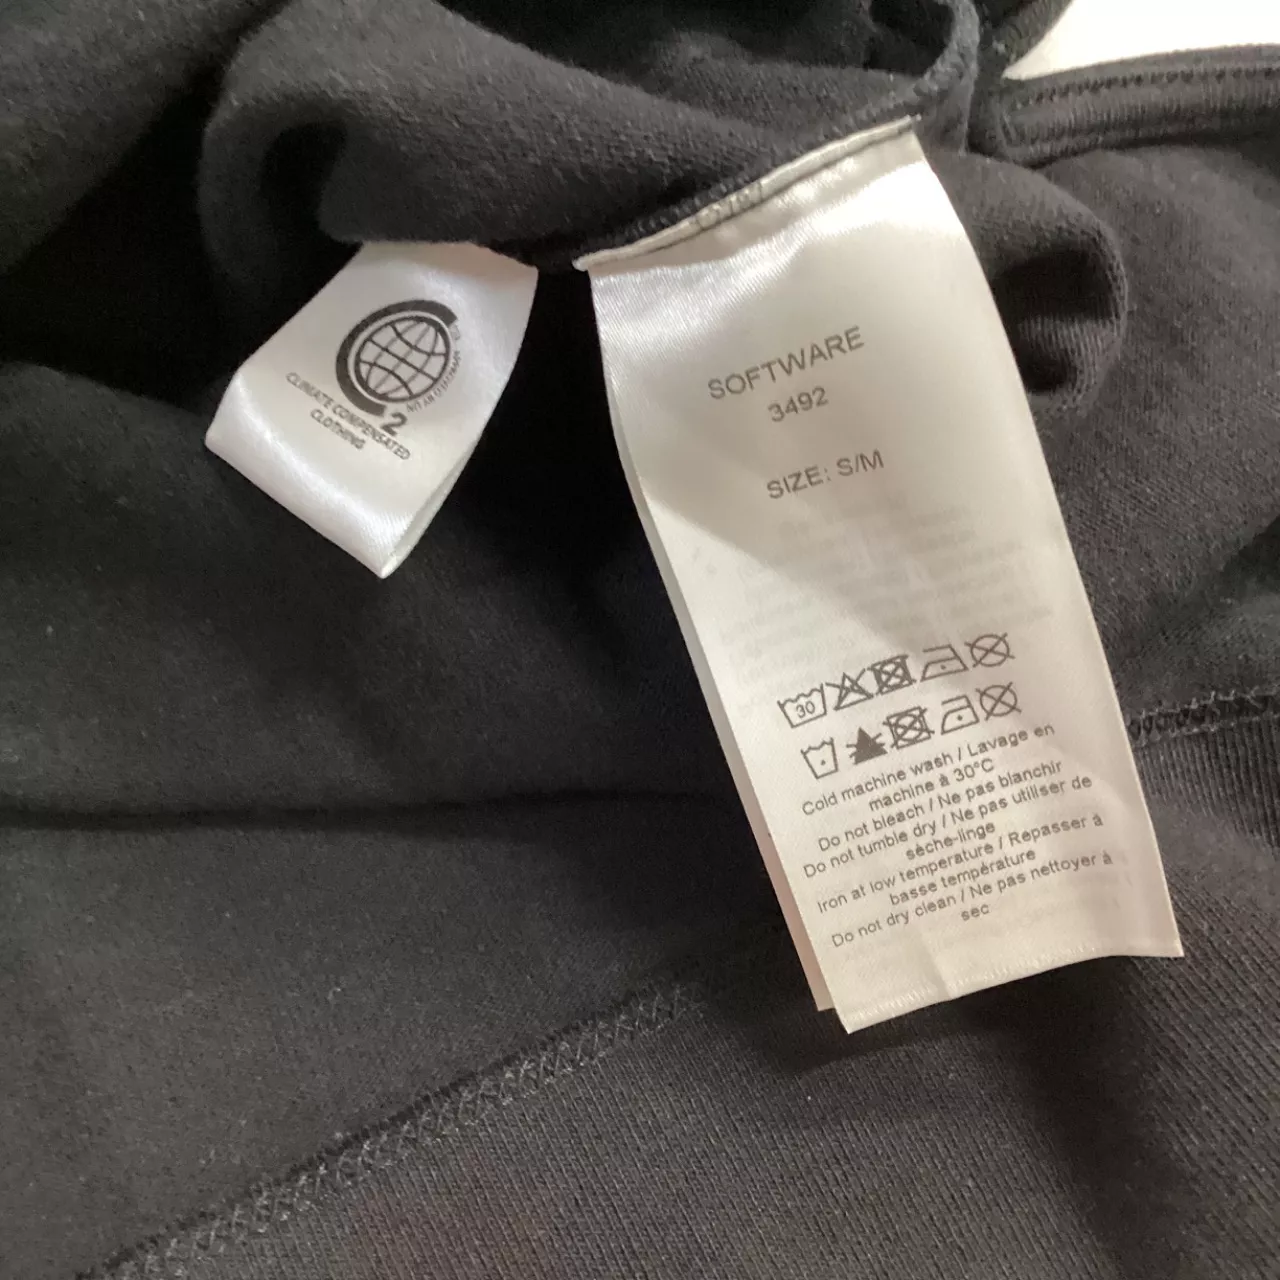 CLIMATE COMPENSATED
CLOTHING
2
SOFTWARE
3492
SIZE: S/M
30
Cold machine wash / Lavage en
machine à 30°C
Do not bleach / Ne pas blanchir
Do not tumble dry / Ne pas utiliser de
sèche-linge
Iron at low temperature / Repasser à
basse température
Do not dry clean / Ne pas nettoyer à
sec